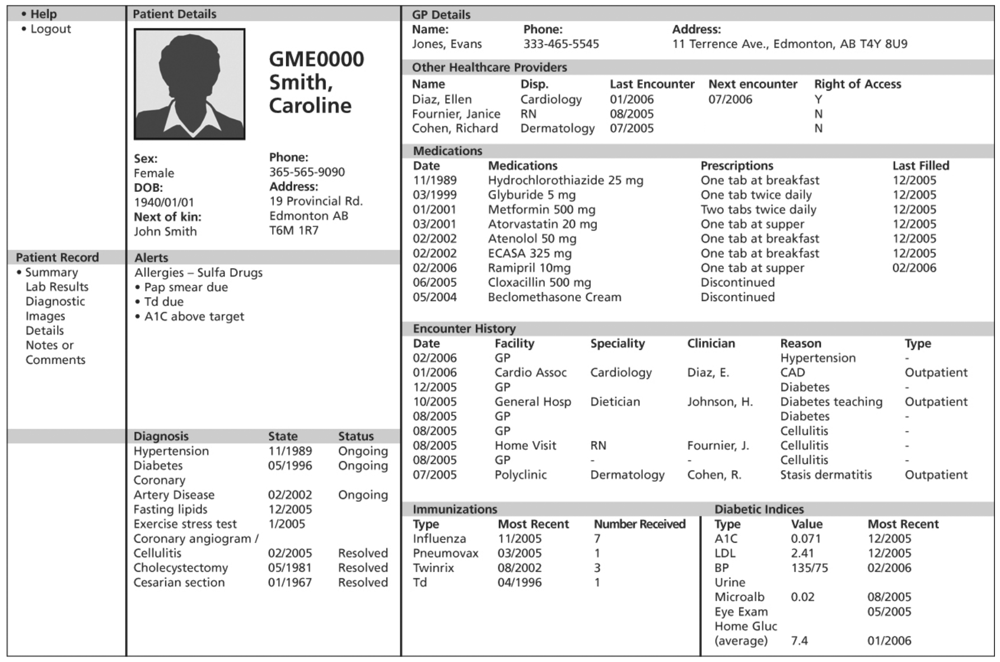 • Help
• Logout
Patient Details
GME0000
Smith,
Caroline
Sex:
Female
DOB:
1940/01/01
Next of kin:
John Smith
Phone:
365-565-9090
Address:
19 Provincial Rd.
Edmonton AB
T6M 1R7
Patient Record
• Summary
Lab Results
Diagnostic
Images
Details
Notes or
Comments
Alerts
Allergies – Sulfa Drugs
• Pap smear due
• Td due
• A1C above target
Diagnosis State Status
Hypertension 11/1989 Ongoing
Diabetes 05/1996 Ongoing
Coronary
Artery Disease 02/2002 Ongoing
Fasting lipids 12/2005
Exercise stress test 1/2005
Coronary angiogram /
Cellulitis 02/2005 Resolved
Cholecystectomy 05/1981 Resolved
Cesarian section 01/1967 Resolved
GP Details
Name: Phone: Address:
Jones, Evans 333-465-5545 11 Terrence Ave., Edmonton, AB T4Y 8U9
Other Healthcare Providers
Name Disp. Last Encounter Next encounter Right of Access
Diaz, Ellen Cardiology 01/2006 07/2006 Y
Fournier, Janice RN 08/2005 N
Cohen, Richard Dermatology 07/2005 N
Medications
Date Medications Prescriptions Last Filled
11/1989 Hydrochlorothiazide 25 mg One tab at breakfast 12/2005
03/1999 Glyburide 5 mg One tab twice daily 12/2005
01/2001 Metformin 500 mg Two tabs twice daily 12/2005
03/2001 Atorvastatin 20 mg One tab at supper 12/2005
02/2002 Atenolol 50 mg One tab at breakfast 12/2005
02/2002 ECASA 325 mg One tab at breakfast 12/2005
02/2006 Ramipril 10mg One tab at supper 02/2006
06/2005 Cloxacillin 500 mg Discontinued
05/2004 Beclomethasone Cream Discontinued
Encounter History
Date Facility Speciality Clinician Reason Type
02/2006 GP Hypertension -
01/2006 Cardio Assoc Cardiology Diaz, E. CAD Outpatient
12/2005 GP Diabetes -
10/2005 General Hosp Dietician Johnson, H. Diabetes teaching Outpatient
08/2005 GP Diabetes -
08/2005 GP Cellulitis -
08/2005 Home Visit RN Fournier, J. Cellulitis -
08/2005 GP - - Cellulitis -
07/2005 Polyclinic Dermatology Cohen, R. Stasis dermatitis Outpatient
Immunizations
Type Most Recent Number Received
Influenza 11/2005 7
Pneumovax 03/2005 1
Twinrix 08/2002 3
Td 04/1996 1
Diabetic Indices
Type Value Most Recent
A1C 0.071 12/2005
LDL 2.41 12/2005
BP 135/75 02/2006
Urine
Microalb 0.02 08/2005
Eye Exam 05/2005
Home Gluc
(average) 7.4 01/2006